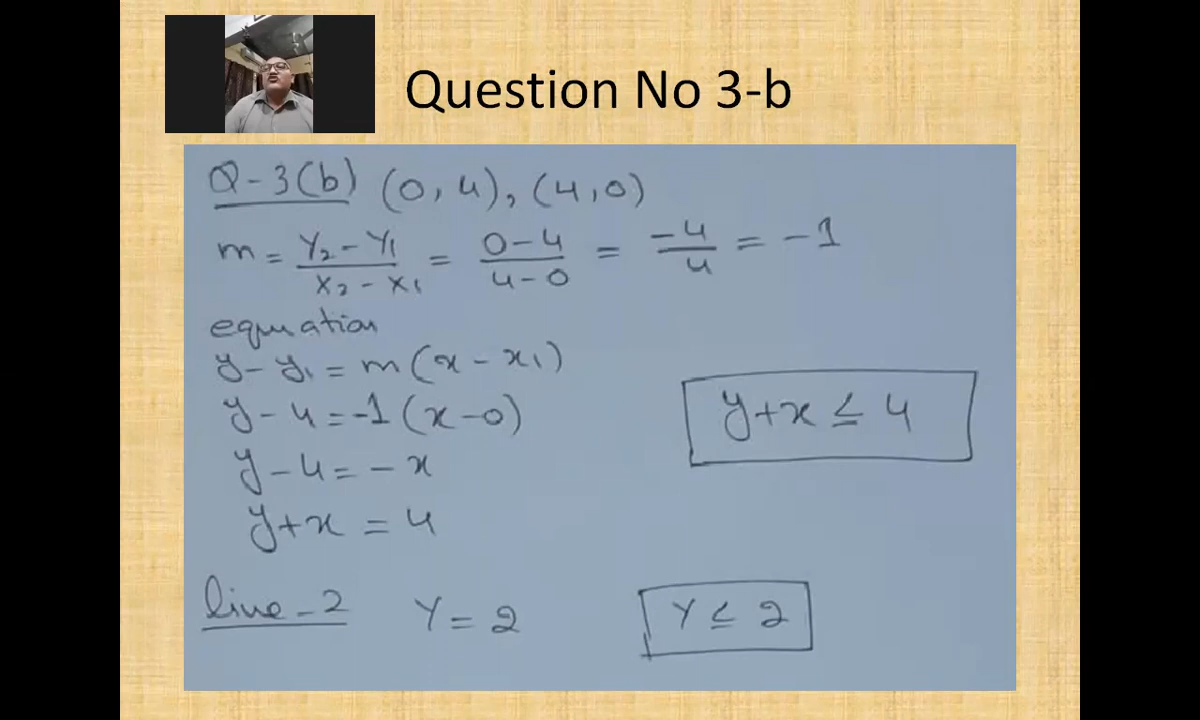 Question No 3-b
Q-3(b) (0, 4), (4, 0)
m = Y₂ - Y₁ / X₂ - X₁ = 0 - 4 / 4 - 0 = -4 / 4 = -1
equation
y - y₁ = m(x - x₁)
y - 4 = -1(x - 0)
y + x ≤ 4
y - 4 = - x
y + x = 4
line - 2 Y = 2 Y ≤ 2